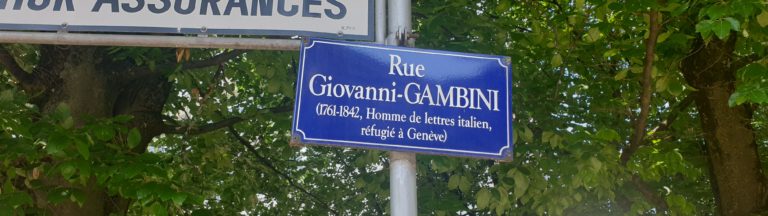 ASSURANCES
Rue
Giovanni-GAMBINI
(1761-1842, Homme de lettres italien,
réfugié à Genève)